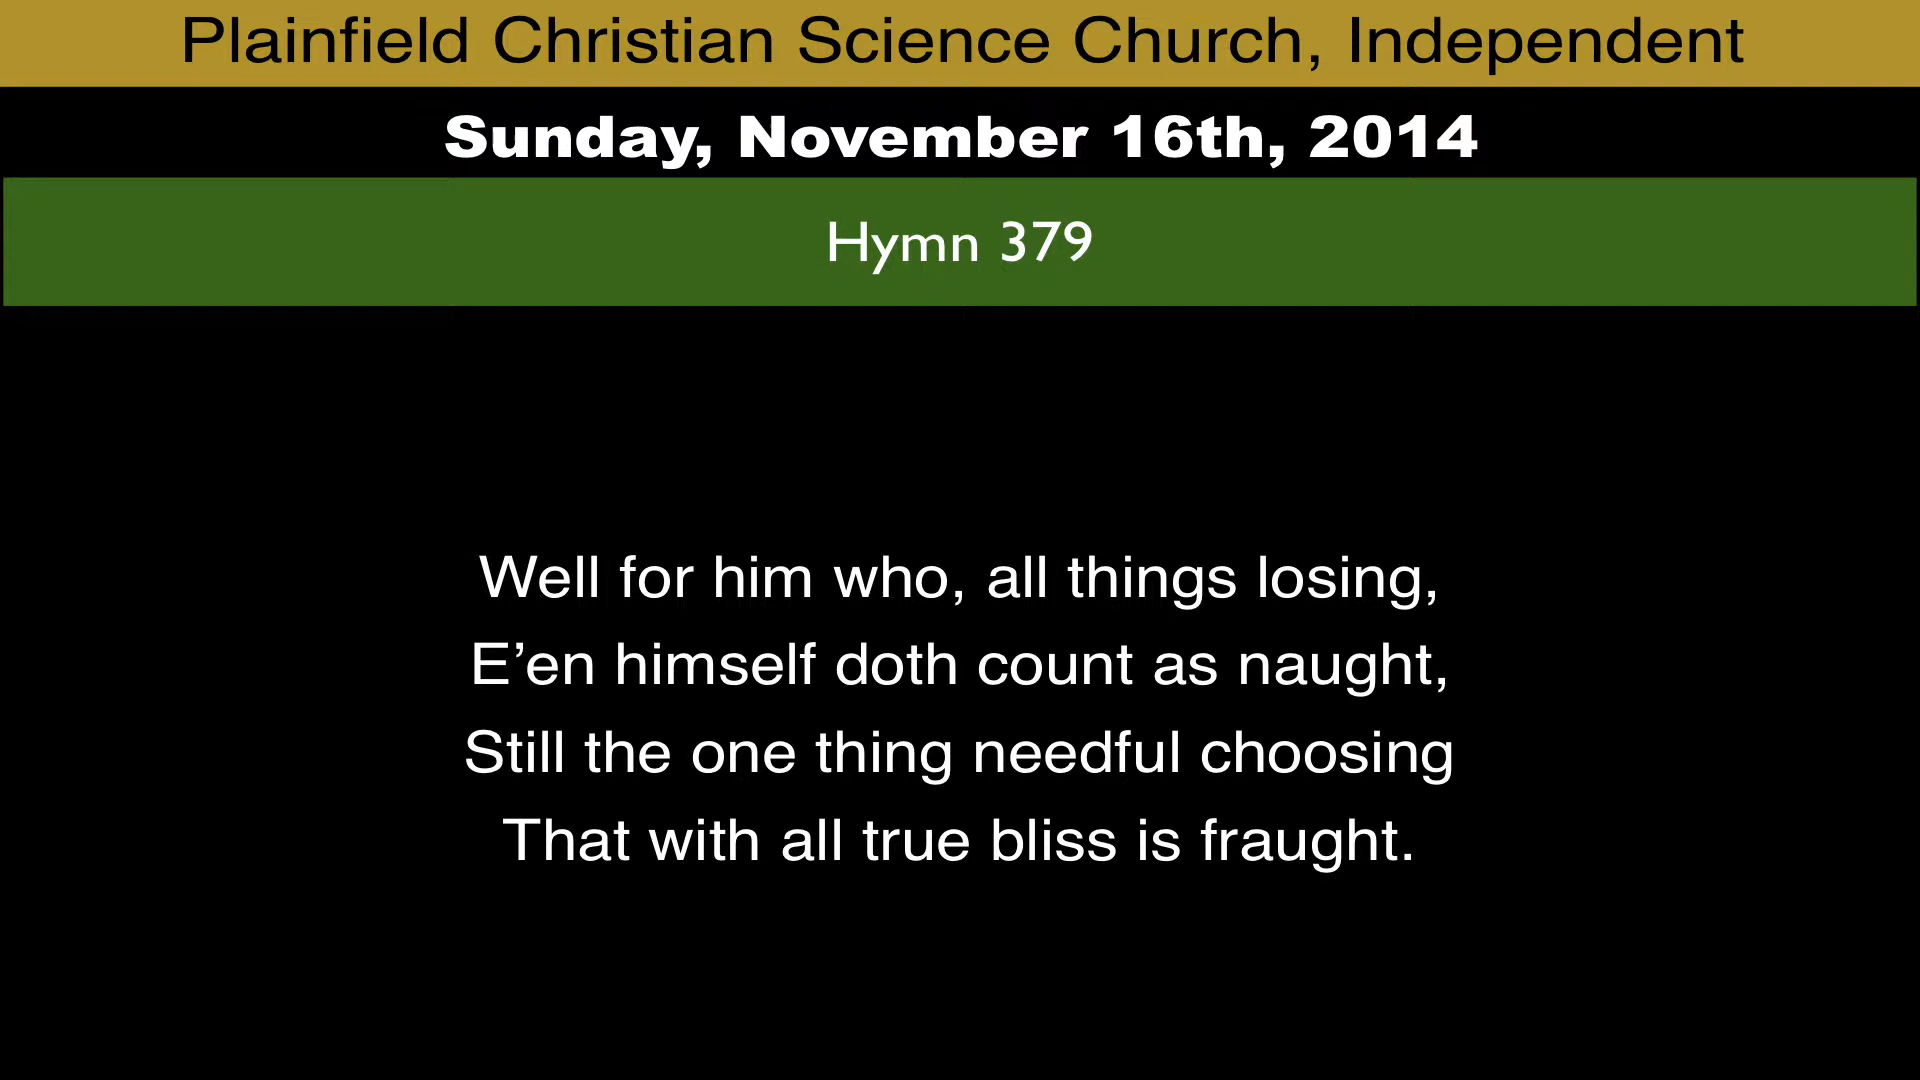 Plainfield Christian Science Church, Independent
Sunday, November 16th, 2014
Hymn 379
Well for him who, all things losing,
E’en himself doth count as naught,
Still the one thing needful choosing
That with all true bliss is fraught.